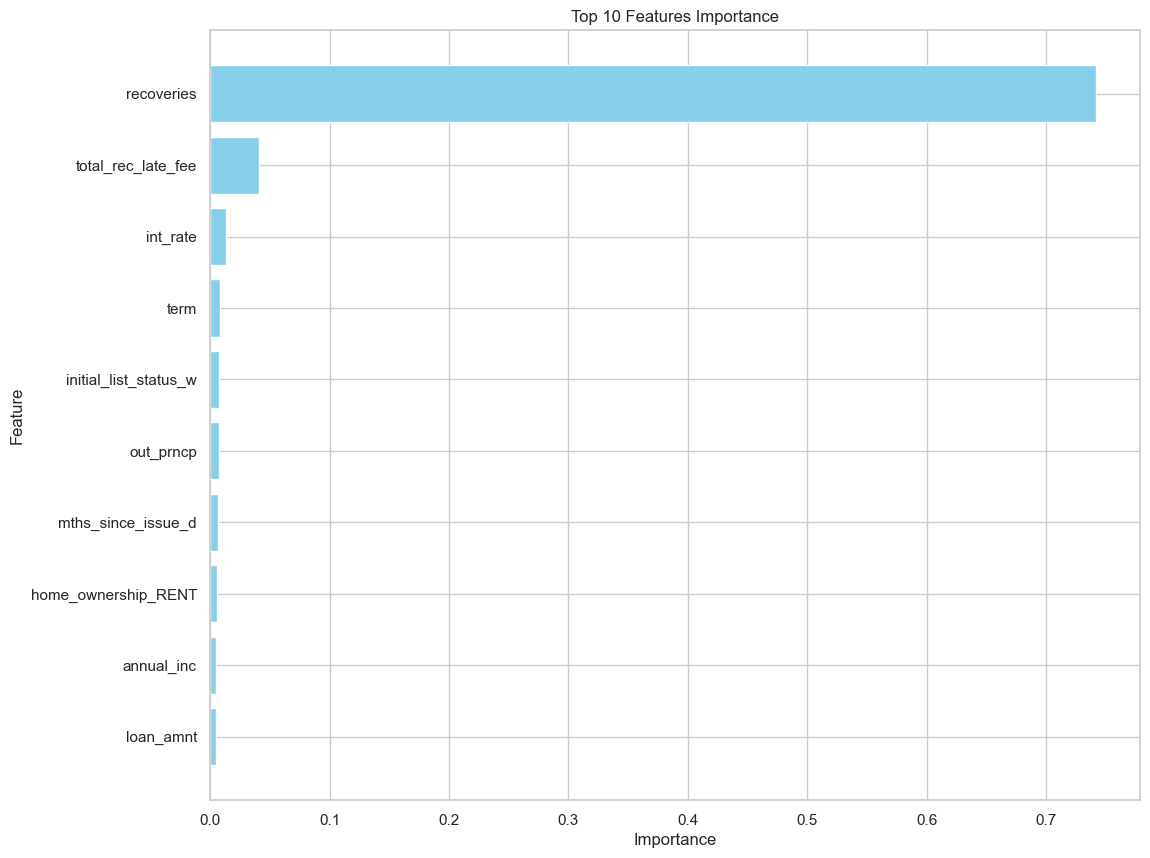 Top 10 Features Importance
Feature
recoveries
total_rec_late_fee
int_rate
term
initial_list_status_w
out_prncp
mths_since_issue_d
home_ownership_RENT
annual_inc
loan_amnt
0.0 0.1 0.2 0.3 0.4 0.5 0.6 0.7
Importance